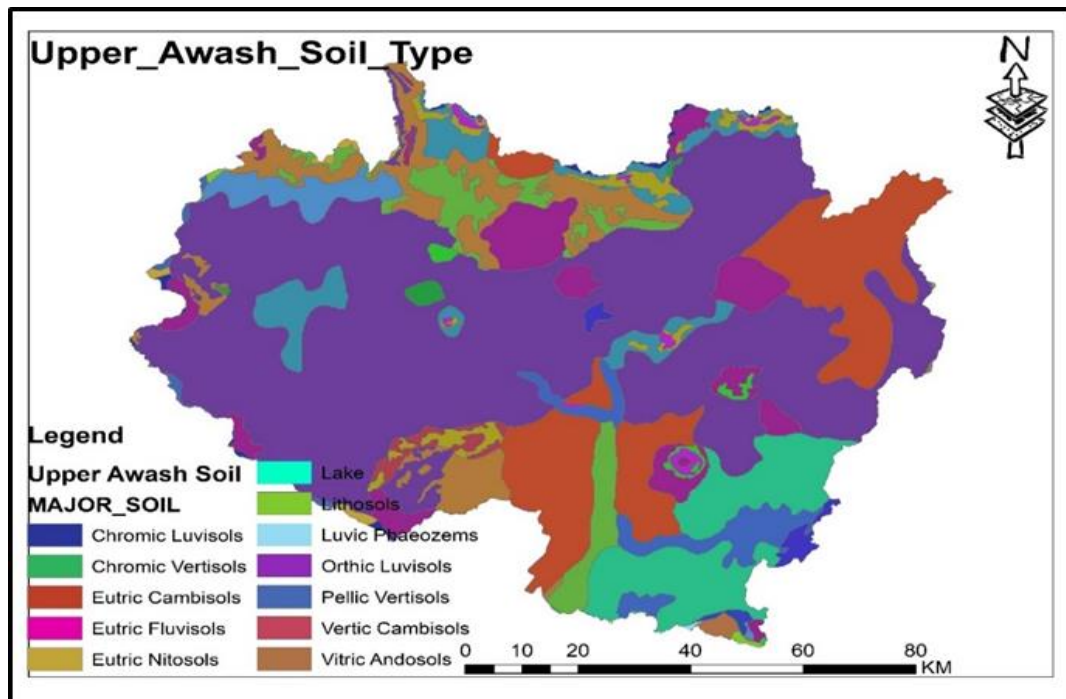 Upper_Awash_Soil_Type
N
Legend
Upper Awash Soil
MAJOR_SOIL
Chromic Luvisols
Chromic Vertisols
Eutric Cambisols
Eutric Fluvisols
Eutric Nitosols
Lake
Lithosols
Luvic Phaeozems
Orthic Luvisols
Pellic Vertisols
Vertic Cambisols
Vitric Andosols
0 10 20 40 60 80
KM